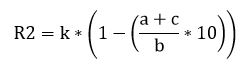 R2 = k * (1 − ((a + c)/b * 10))